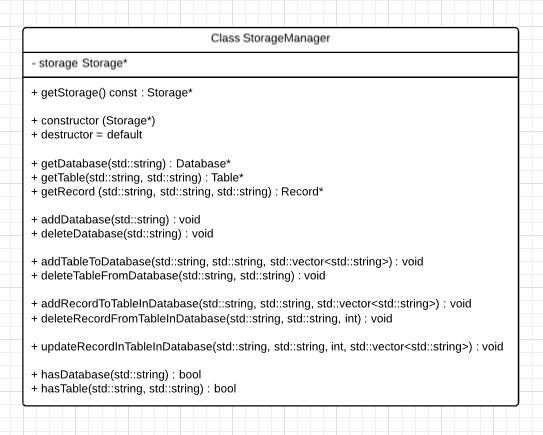 Class StorageManager
- storage Storage*
+ getStorage() const : Storage*
+ constructor (Storage*)
+ destructor = default
+ getDatabase(std::string) : Database*
+ getTable(std::string, std::string) : Table*
+ getRecord (std::string, std::string, std::string) : Record*
+ addDatabase(std::string) : void
+ deleteDatabase(std::string) : void
+ addTableToDatabase(std::string, std::string, std::vector<std::string>) : void
+ deleteTableFromDatabase(std::string, std::string) : void
+ addRecordToTableInDatabase(std::string, std::string, std::vector<std::string>) : void
+ deleteRecordFromTableInDatabase(std::string, std::string, int) : void
+ updateRecordInTableInDatabase(std::string, std::string, int, std::vector<std::string>) : void
+ hasDatabase(std::string) : bool
+ hasTable(std::string, std::string) : bool